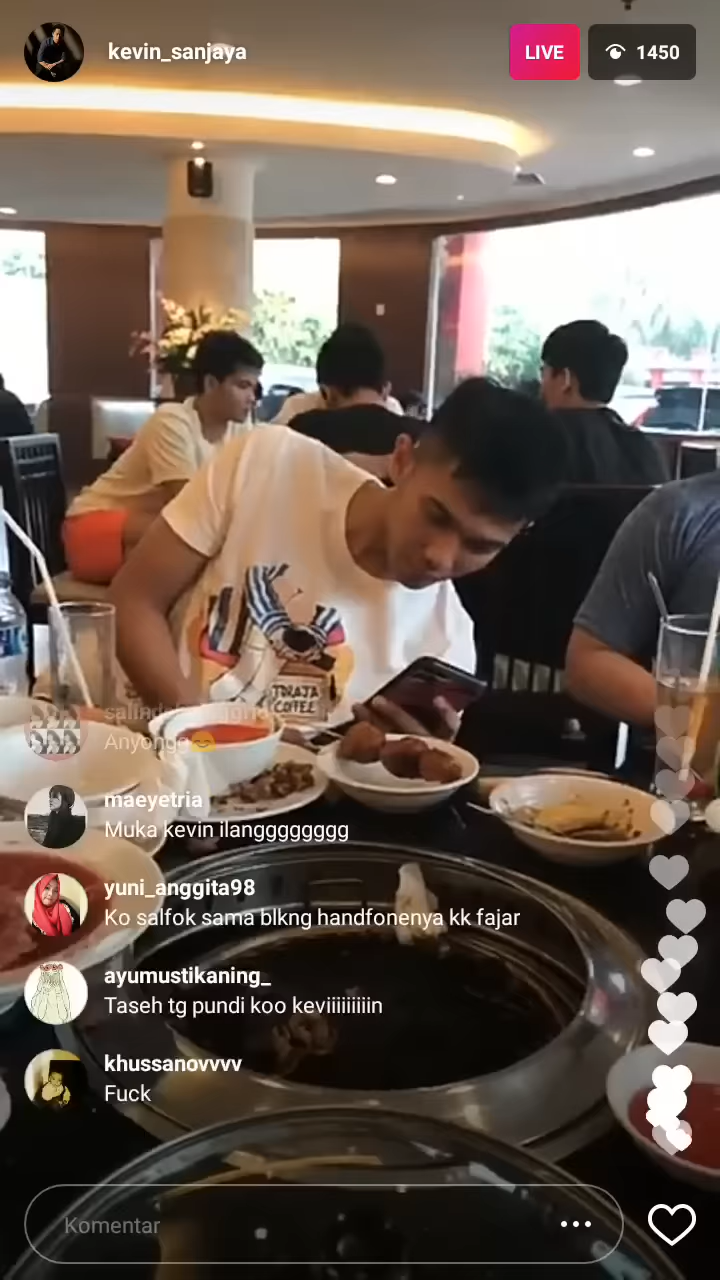 kevin_sanjaya
LIVE
1450
TORAJA
COFFEE
Anyong
maeyetria
Muka kevin ilangggggggg
yuni_anggita98
Ko salfok sama blkng handfonenya kk fajar
ayumustikaning_
Taseh tg pundi koo keviiiiiiiiin
khussanovvvv
Fuck
Komentar